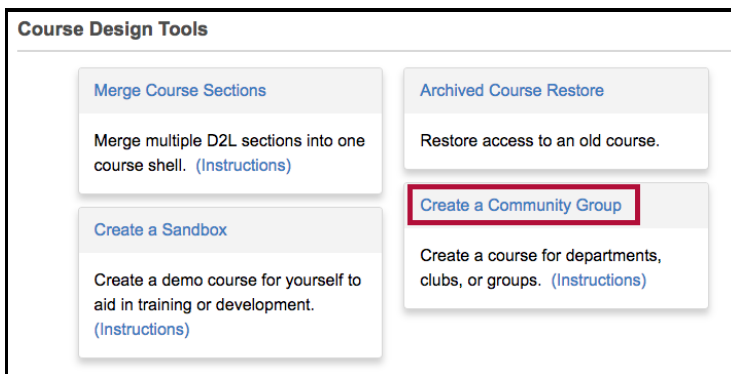 Course Design Tools
Merge Course Sections
Merge multiple D2L sections into one
course shell. (Instructions)
Create a Sandbox
Create a demo course for yourself to
aid in training or development.
(Instructions)
Archived Course Restore
Restore access to an old course.
Create a Community Group
Create a course for departments,
clubs, or groups. (Instructions)